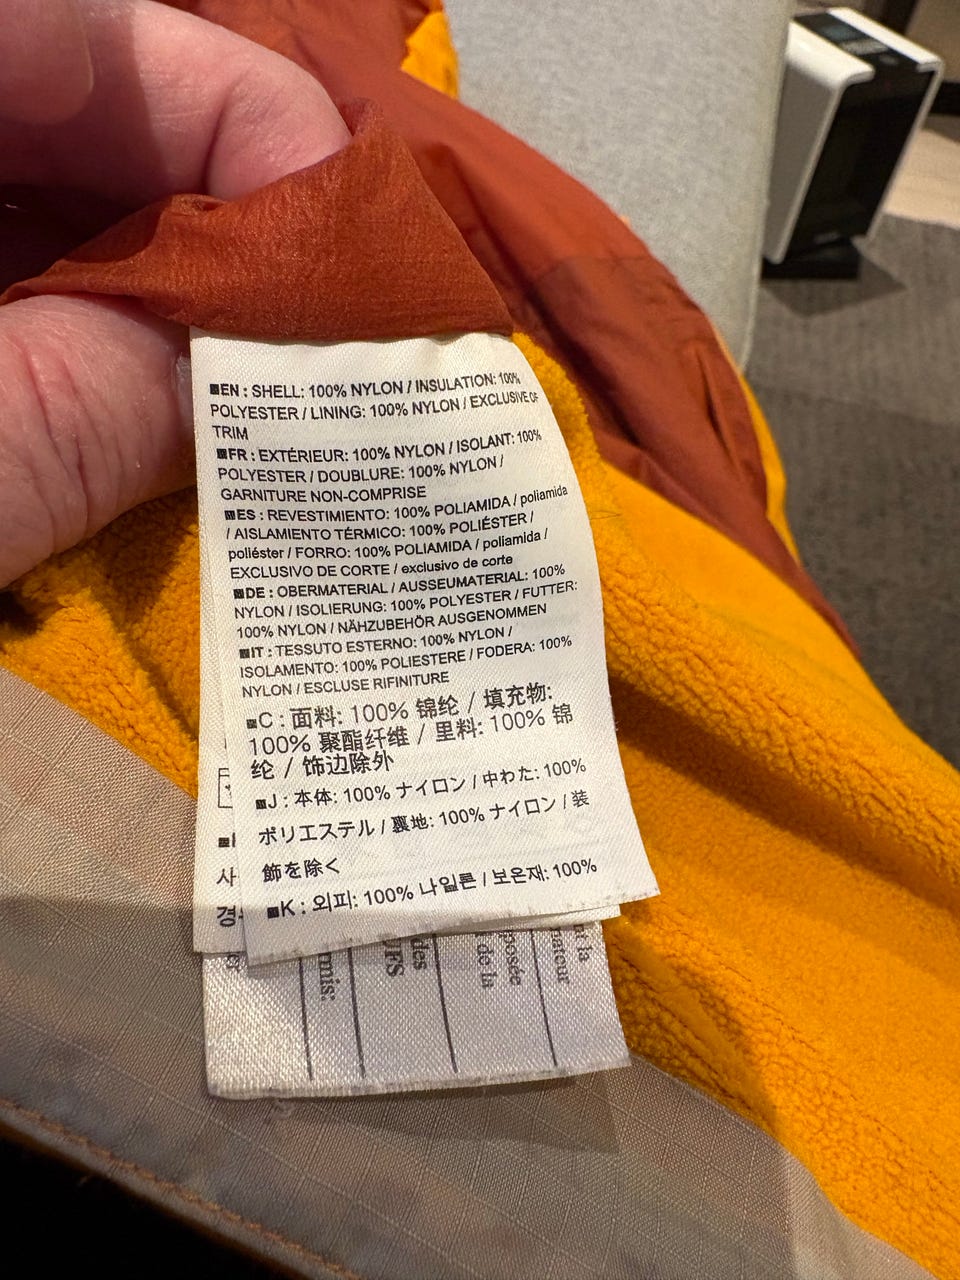 ■EN : SHELL: 100% NYLON / INSULATION: 100%
POLYESTER / LINING: 100% NYLON / EXCLUSIVE OF
TRIM
■FR : EXTÉRIEUR: 100% NYLON / ISOLANT: 100%
POLYESTER / DOUBLURE: 100% NYLON /
GARNITURE NON-COMPRISE
■ES : REVESTIMIENTO: 100% POLIAMIDA / poliamida
/ AISLAMIENTO TÉRMICO: 100% POLIÉSTER /
poliéster / FORRO: 100% POLIAMIDA / poliamida /
EXCLUSIVO DE CORTE / exclusivo de corte
■DE : OBERMATERIAL / AUSSEUMATERIAL: 100%
NYLON / ISOLIERUNG: 100% POLYESTER / FUTTER:
100% NYLON / NÄHZUBEHÖR AUSGENOMMEN
■IT : TESSUTO ESTERNO: 100% NYLON /
ISOLAMENTO: 100% POLIESTERE / FODERA: 100%
NYLON / ESCLUSE RIFINITURE
■C : 面料: 100% 锦纶 / 填充物:
100% 聚酯纤维 / 里料: 100% 锦
纶 / 饰边除外
■J : 本体: 100% ナイロン / 中わた: 100%
ポリエステル / 裏地: 100% ナイロン / 装
飾を除く
■K : 외피: 100% 나일론 / 보온재: 100%
사
경
la
posée
de la
des